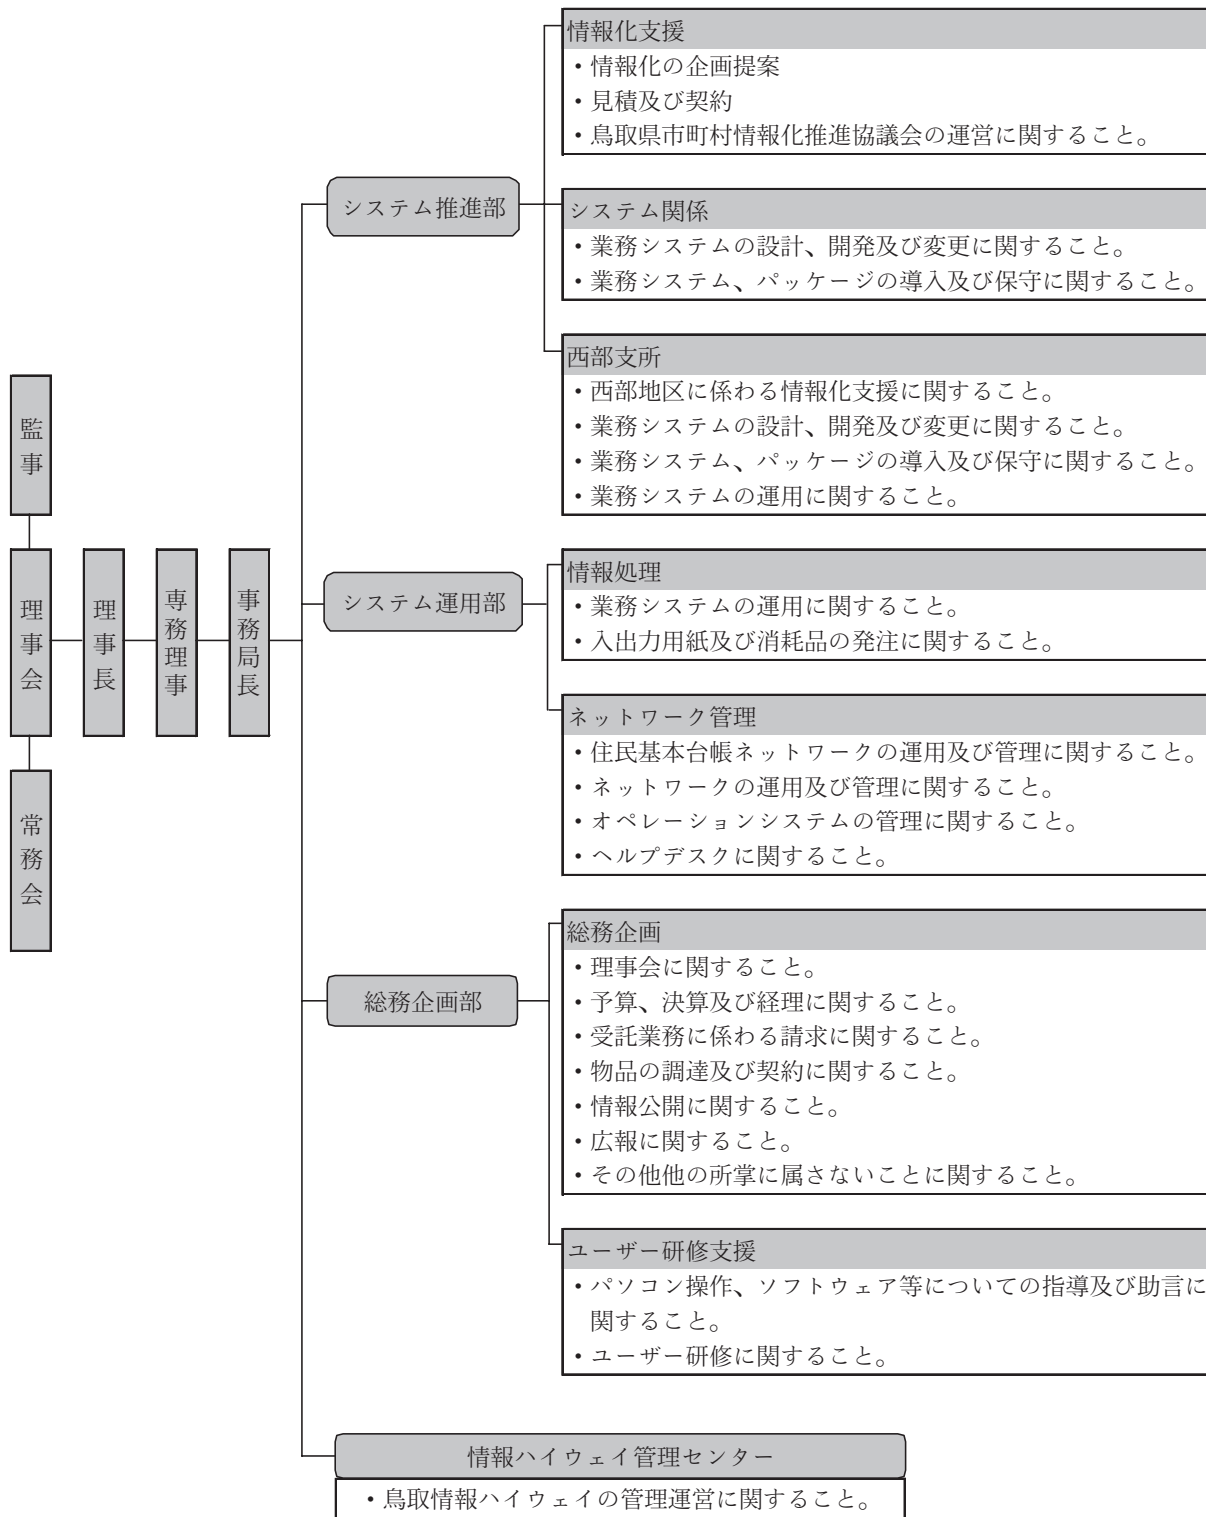 監事
理事会
常務会
理事長
専務理事
事務局長
システム推進部
情報化支援
・情報化の企画提案
・見積及び契約
・鳥取県市町村情報化推進協議会の運営に関すること。
システム関係
・業務システムの設計、開発及び変更に関すること。
・業務システム、パッケージの導入及び保守に関すること。
西部支所
・西部地区に係わる情報化支援に関すること。
・業務システムの設計、開発及び変更に関すること。
・業務システム、パッケージの導入及び保守に関すること。
・業務システムの運用に関すること。
システム運用部
情報処理
・業務システムの運用に関すること。
・入出力用紙及び消耗品の発注に関すること。
ネットワーク管理
・住民基本台帳ネットワークの運用及び管理に関すること。
・ネットワークの運用及び管理に関すること。
・オペレーションシステムの管理に関すること。
・ヘルプデスクに関すること。
総務企画部
総務企画
・理事会に関すること。
・予算、決算及び経理に関すること。
・受託業務に係わる請求に関すること。
・物品の調達及び契約に関すること。
・情報公開に関すること。
・広報に関すること。
・その他他の所掌に属さないことに関すること。
ユーザー研修支援
・パソコン操作、ソフトウェア等についての指導及び助言に
関すること。
・ユーザー研修に関すること。
情報ハイウェイ管理センター
・鳥取情報ハイウェイの管理運営に関すること。